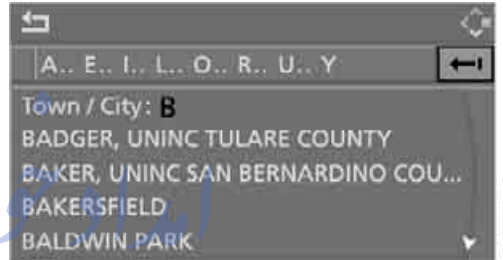 A.. E.. I.. L.. O.. R.. U.. Y
Town / City: B
BADGER, UNINC TULARE COUNTY
BAKER, UNINC SAN BERNARDINO COU...
BAKERSFIELD
BALDWIN PARK